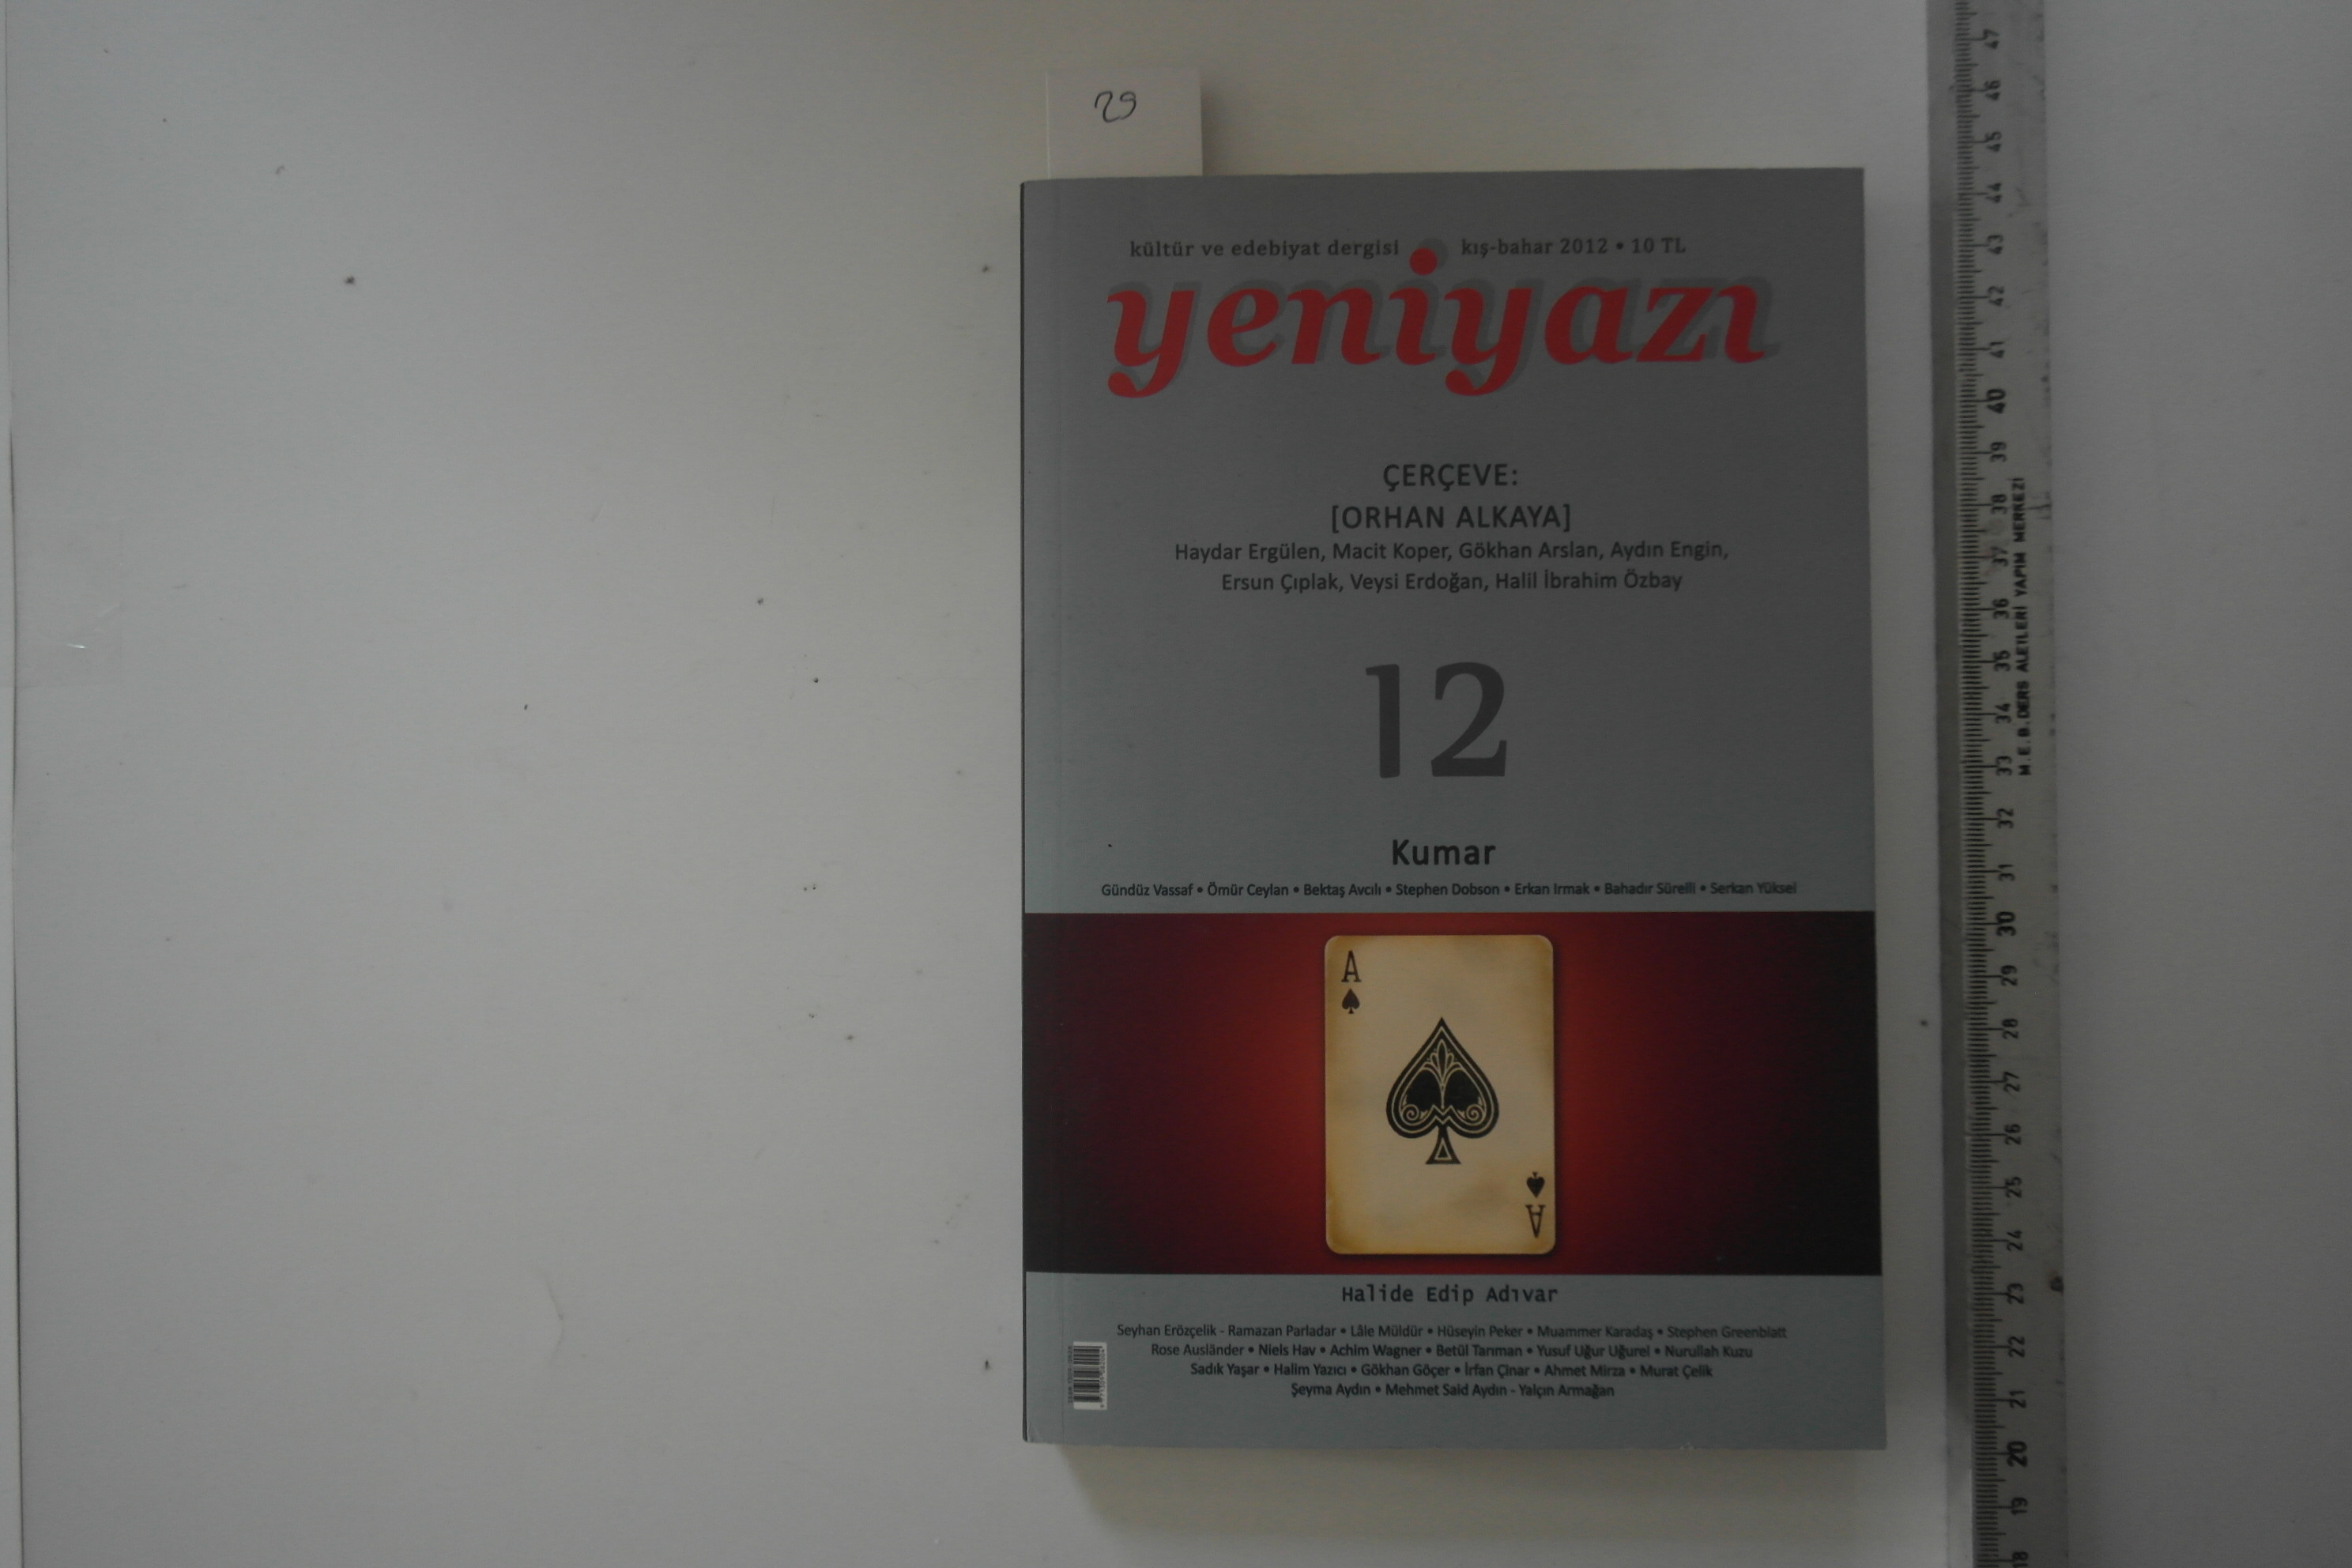 29
kültür ve edebiyat dergisi kış-bahar 2012 • 10 TL
yeniyazı
ÇERÇEVE:
[ORHAN ALKAYA]
Haydar Ergülen, Macit Koper, Gökhan Arslan, Aydın Engin,
Ersun Çıplak, Veysi Erdoğan, Halil İbrahim Özbay
12
Kumar
Gündüz Vassaf • Ömür Ceylan • Bektaş Avcılı • Stephen Dobson • Erkan Irmak • Bahadır Sürelli • Serkan Yüksel
A
A
Halide Edip Adıvar
Seyhan Erözçelik - Ramazan Parladar • Lâle Müldür • Hüseyin Peker • Muammer Karadaş • Stephen Greenblatt
Rose Ausländer • Niels Hav • Achim Wagner • Betül Tarıman • Yusuf Uğur Uğurel • Nurullah Kuzu
Sadık Yaşar • Halim Yazıcı • Gökhan Göçer • İrfan Çinar • Ahmet Mirza • Murat Çelik
Şeyma Aydın • Mehmet Said Aydın - Yalçın Armağan
47
46
45
44
43
42
41
40
39
38
37
36
35
34
33
32
31
30
29
28
27
26
25
24
23
22
21
20
19
18
M.E.B. DERS ALETLERİ YAPIM MERKEZİ